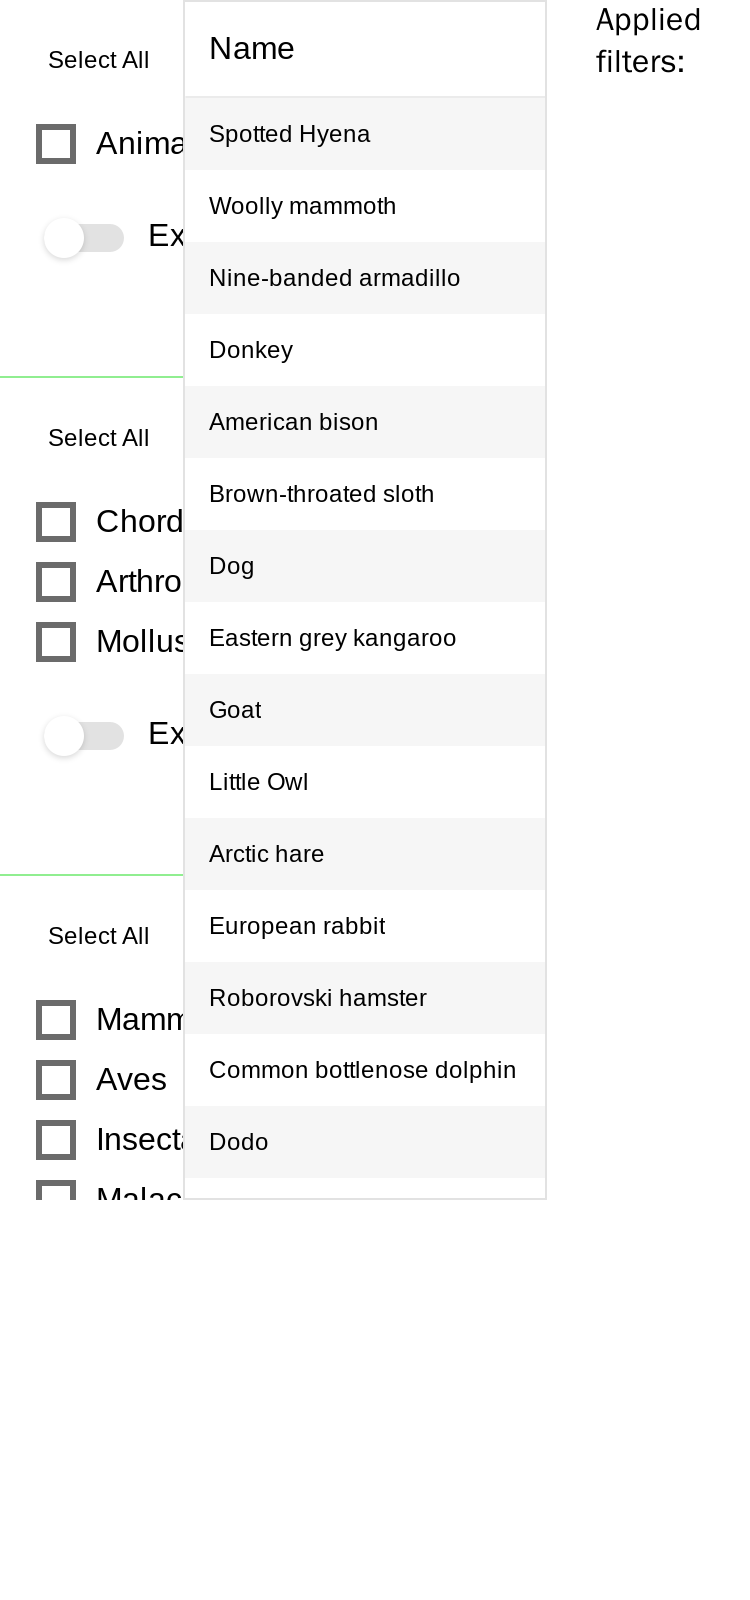 Select All
Anima
Ex
Select All
Chord
Arthro
Mollus
Ex
Select All
Mamm
Aves
Insecta
Malac
Name
Spotted Hyena
Woolly mammoth
Nine-banded armadillo
Donkey
American bison
Brown-throated sloth
Dog
Eastern grey kangaroo
Goat
Little Owl
Arctic hare
European rabbit
Roborovski hamster
Common bottlenose dolphin
Dodo
Applied
filters: